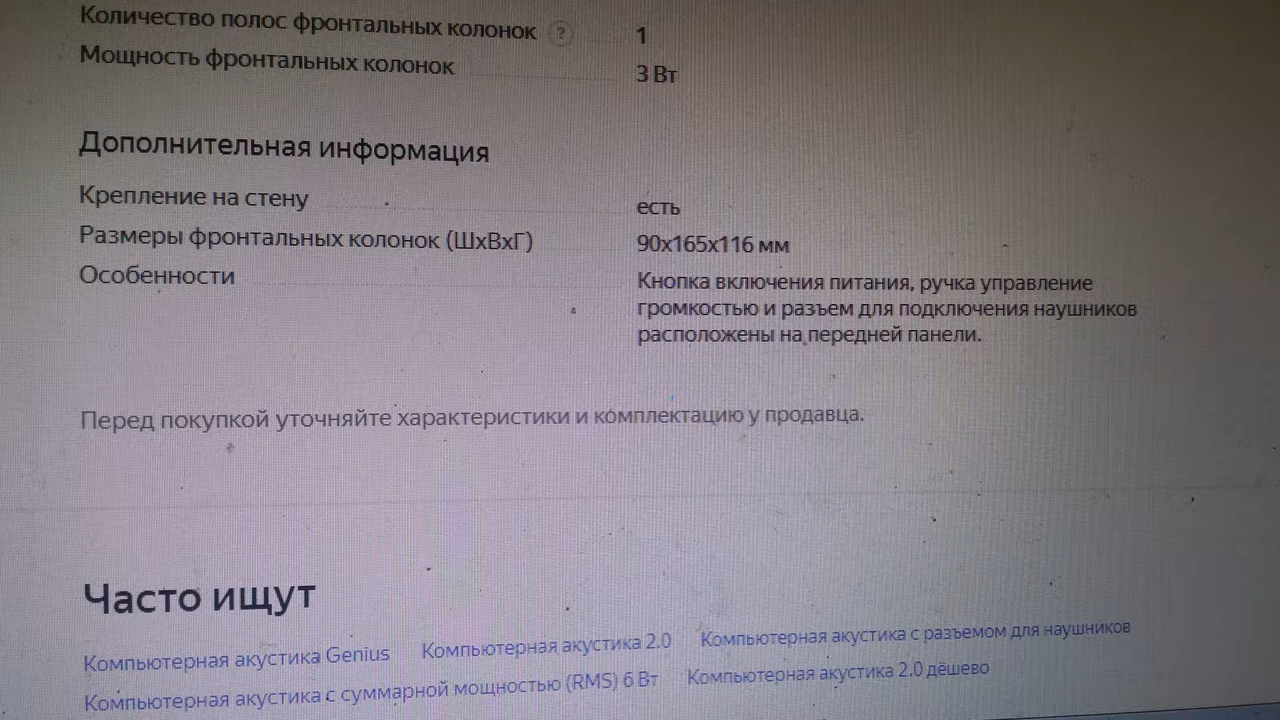 Количество полос фронтальных колонок ? 1
Мощность фронтальных колонок 3 Вт
Дополнительная информация
Крепление на стену есть
Размеры фронтальных колонок (ШхВхГ) 90x165x116 мм
Особенности Кнопка включения питания, ручка управление
громкостью и разъем для подключения наушников
расположены на передней панели.
Перед покупкой уточняйте характеристики и комплектацию у продавца.
Часто ищут
Компьютерная акустика Genius Компьютерная акустика 2.0 Компьютерная акустика с разъемом для наушников
Компьютерная акустика с суммарной мощностью (RMS) 6 Вт Компьютерная акустика 2.0 дёшево